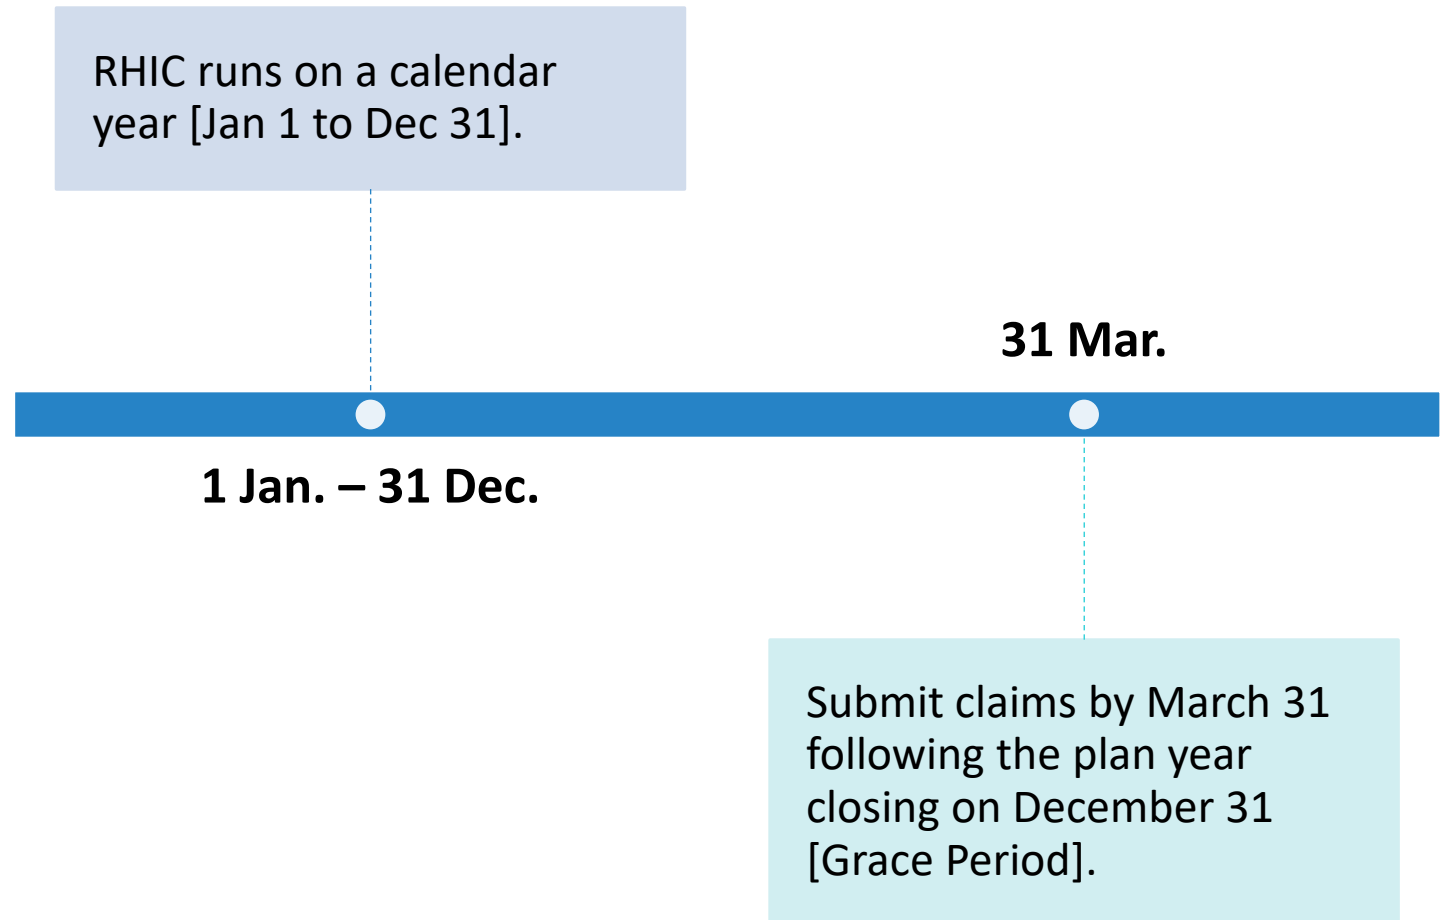 RHIC runs on a calendar
year [Jan 1 to Dec 31].
31 Mar.
1 Jan. – 31 Dec.
Submit claims by March 31
following the plan year
closing on December 31
[Grace Period].